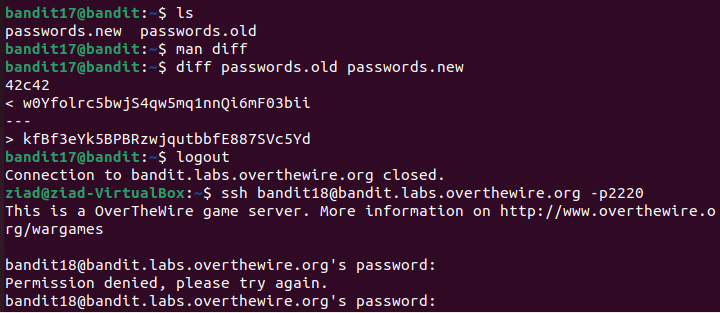 bandit17@bandit:~$ ls
passwords.new  passwords.old
bandit17@bandit:~$ man diff
bandit17@bandit:~$ diff passwords.old passwords.new
42c42
< w0Yfolrc5bwjS4qw5mq1nnQi6mF03bii
---
> kfBf3eYk5BPBRzwjqutbbfE887SVc5Yd
bandit17@bandit:~$ logout
Connection to bandit.labs.overthewire.org closed.
ziad@ziad-VirtualBox:~$ ssh bandit18@bandit.labs.overthewire.org -p2220
This is a OverTheWire game server. More information on http://www.overthewire.o
rg/wargames
bandit18@bandit.labs.overthewire.org's password:
Permission denied, please try again.
bandit18@bandit.labs.overthewire.org's password: